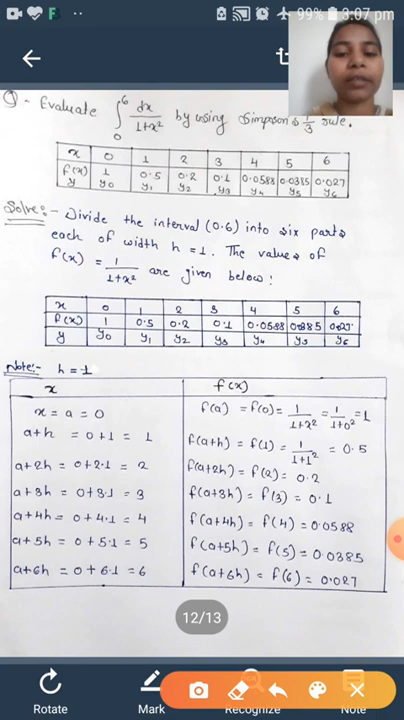 99% 3:07 pm
Q - Evaluate ∫₀⁶ dx/1+x² by using Simpson's 1/3 rule.
x 0 1 2 3 4 5 6
f(x) 1 0.5 0.2 0.1 0.0588 0.0385 0.027
y₀ y₁ y₂ y₃ y₄ y₅ y₆
Solve:- Divide the interval (0.6) into six parts
each of width h = 1. The values of
f(x) = 1/1+x² are given below:
x 0 1 2 3 4 5 6
f(x) 1 0.5 0.2 0.1 0.0588 0.0385 0.027
y y₀ y₁ y₂ y₃ y₄ y₅ y₆
Note:- h = 1
x f(x)
x = a = 0 f(a) = f(0) = 1/1+x² = 1/1+0² = 1
a+h = 0+1 = 1 f(a+h) = f(1) = 1/1+1² = 0.5
a+2h = 0+2.1 = 2 f(a+2h) = f(2) = 0.2
a+3h = 0+3.1 = 3 f(a+3h) = f(3) = 0.1
a+4h = 0+4.1 = 4 f(a+4h) = f(4) = 0.0588
a+5h = 0+5.1 = 5 f(a+5h) = f(5) = 0.0385
a+6h = 0+6.1 = 6 f(a+6h) = f(6) = 0.027
12/13
Rotate Mark Recognize Note